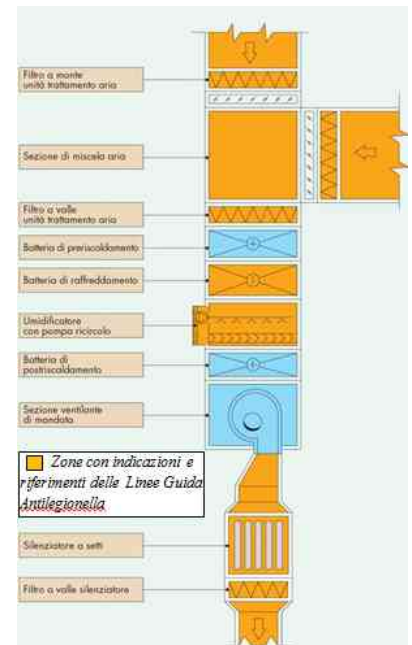 Filtro a monte
unità trattamento aria
Sezione di miscela aria
Filtro a valle
unità trattamento aria
Batteria di preriscaldamento
Batteria di raffreddamento
Umidificatore
con pompa ricircolo
Batteria di
postriscaldamento
Sezione ventilante
di mandata
Zone con indicazioni e
riferimenti delle Linee Guida
Antilegionella
Silenziatore a setti
Filtro a valle silenziatore